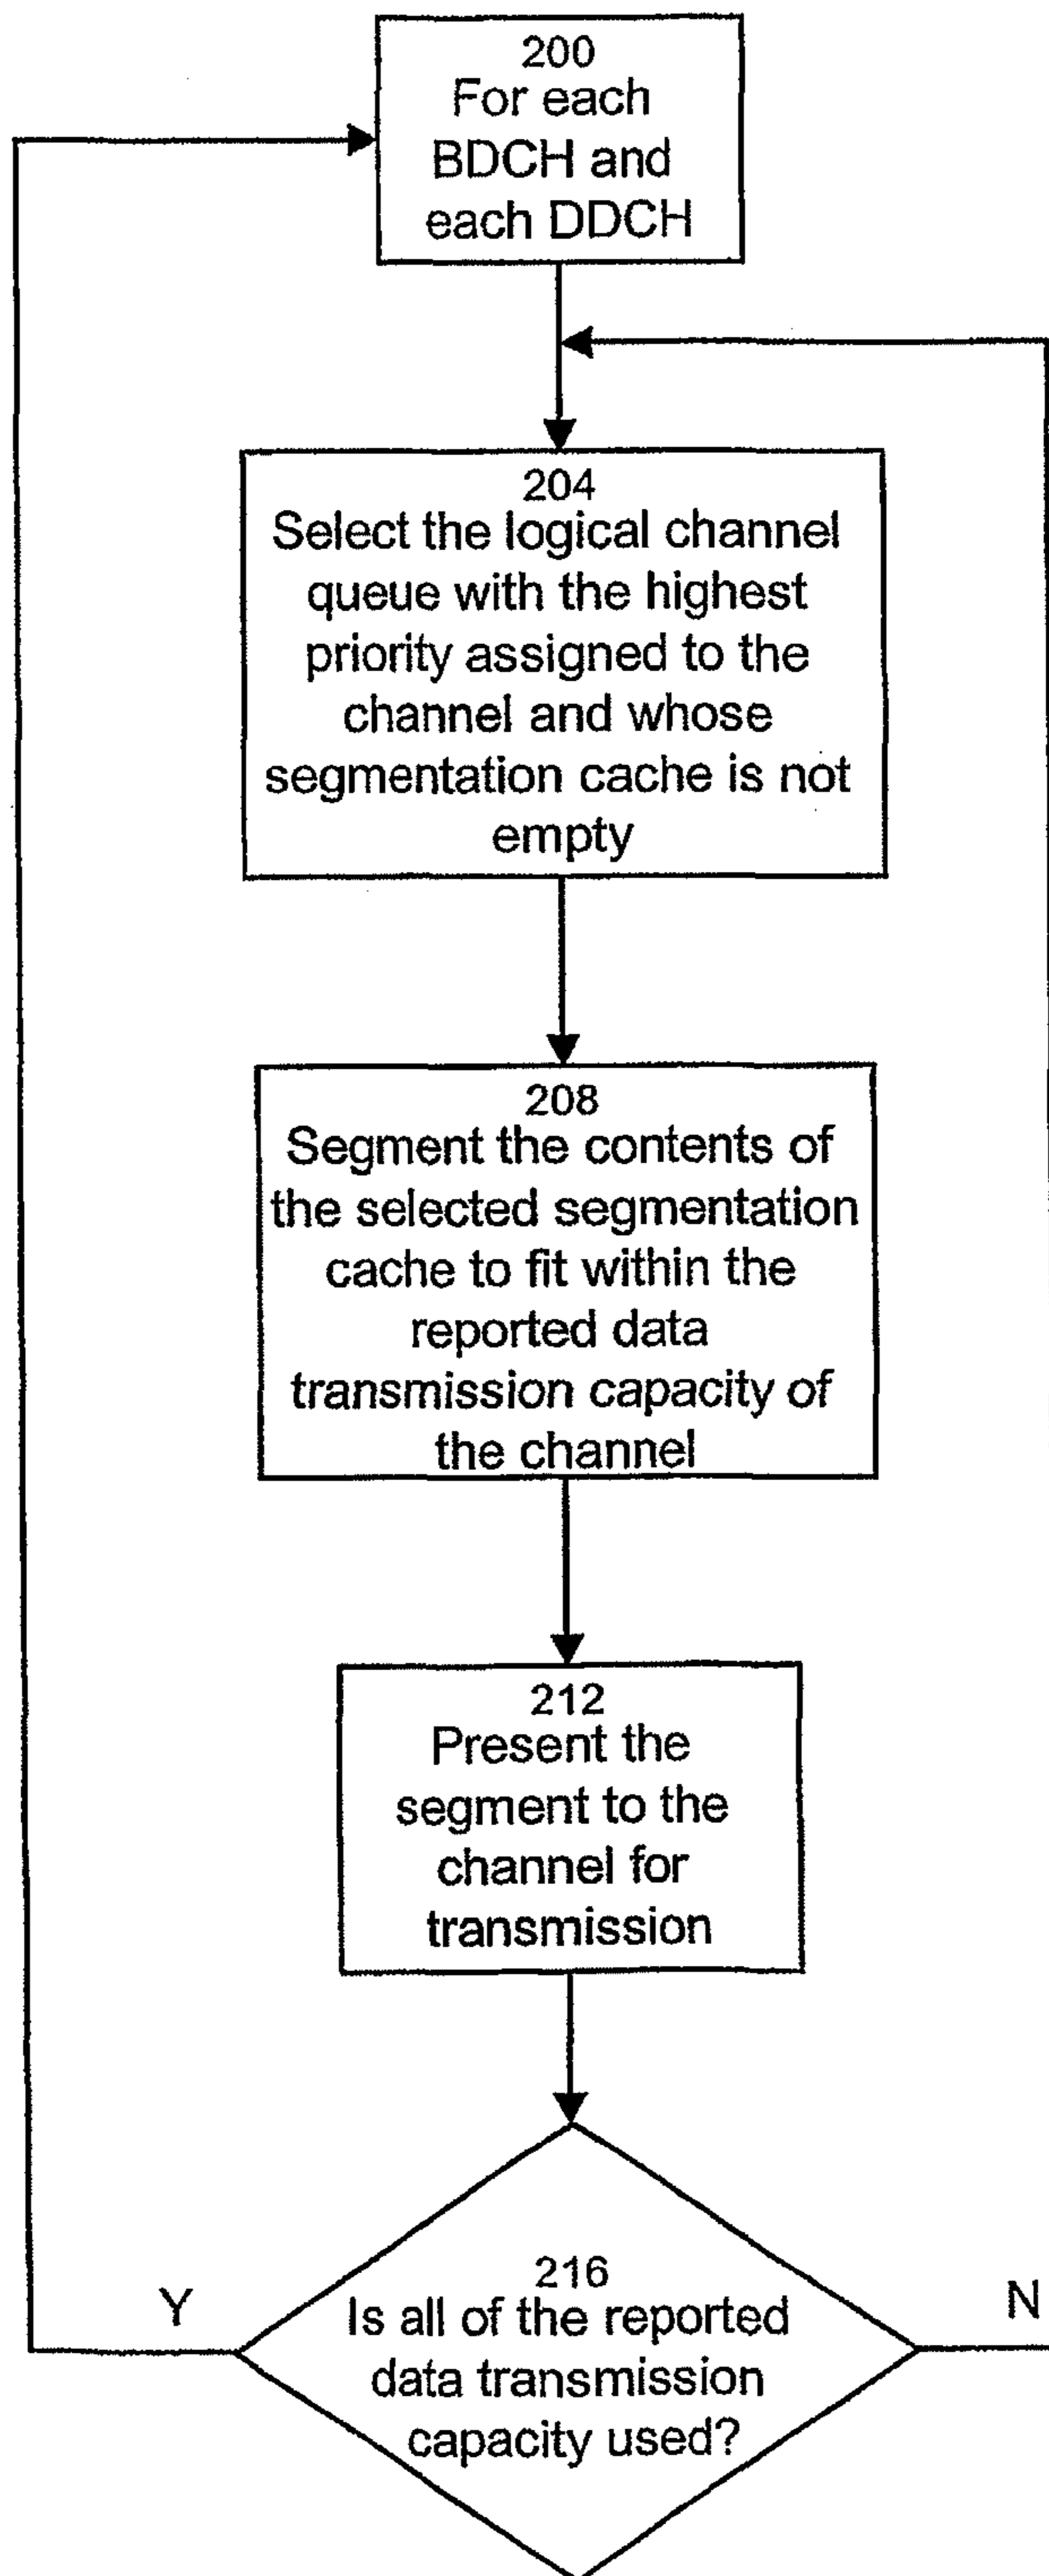 200
For each
BDCH and
each DDCH
204
Select the logical channel
queue with the highest
priority assigned to the
channel and whose
segmentation cache is not
empty
208
Segment the contents of
the selected segmentation
cache to fit within the
reported data
transmission capacity of
the channel
212
Present the
segment to the
channel for
transmission
216
Is all of the reported
data transmission
capacity used?
Y
N